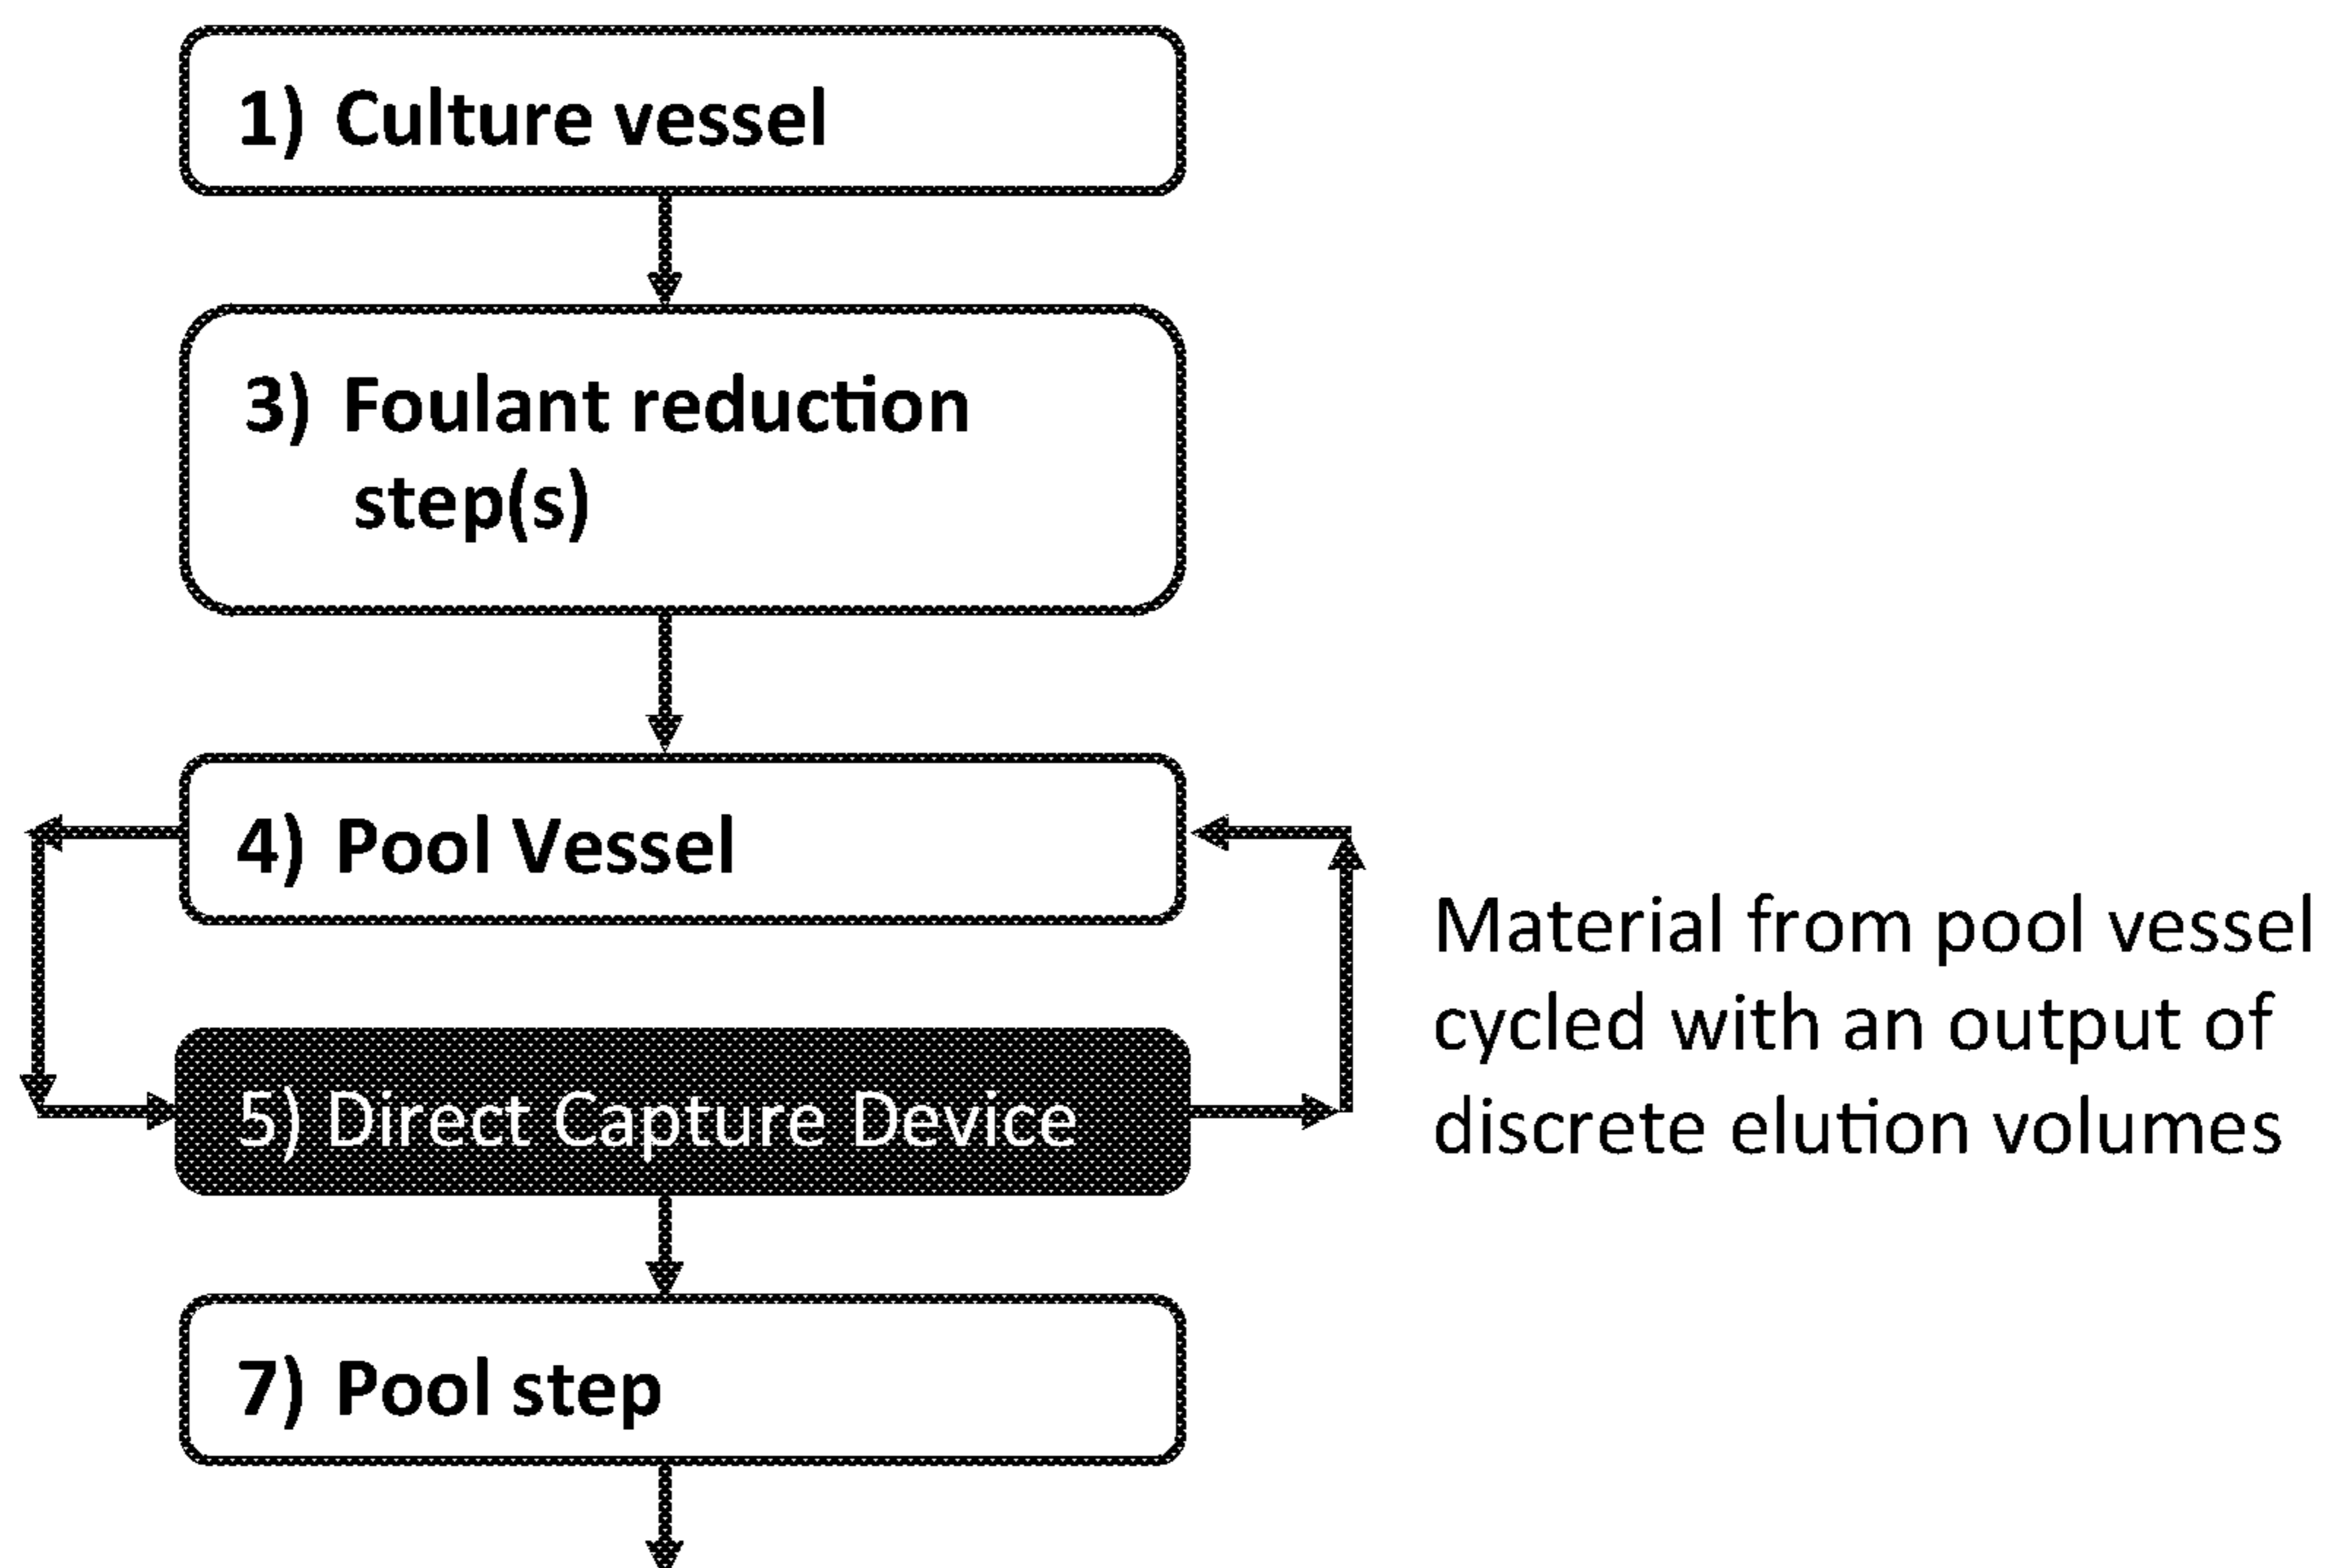 1) Culture vessel
3) Foulant reduction
step(s)
4) Pool Vessel
Material from pool vessel
cycled with an output of
discrete elution volumes
5) Direct Capture Device
7) Pool step